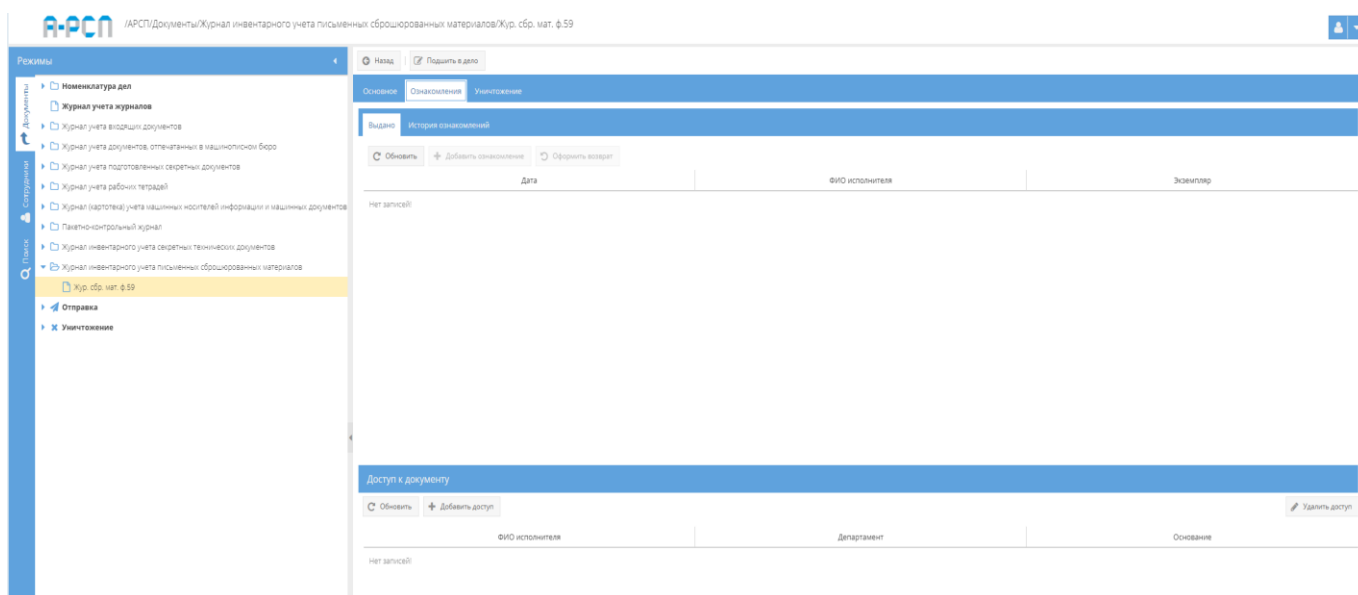 А-РСП /АРСП/Документы/Журнал инвентарного учета письменных сброшюрованных материалов/Жур. сбр. мат. ф.59
Режимы
Документы
Сотрудники
Поиск
Номенклатура дел
Журнал учета журналов
Журнал учета входящих документов
Журнал учета документов, отпечатанных в машинописном бюро
Журнал учета подготовленных секретных документов
Журнал учета рабочих тетрадей
Журнал (картотека) учета машинных носителей информации и машинных документов
Пакетно-контрольный журнал
Журнал инвентарного учета секретных технических документов
Журнал инвентарного учета письменных сброшюрованных материалов
Жур. сбр. мат. ф.59
Отправка
Уничтожение
Назад Подшить в дело
Основное Ознакомления Уничтожение
Выдано История ознакомлений
Обновить Добавить ознакомление Оформить возврат
Дата ФИО исполнителя Экземпляр
Нет записей!
Доступ к документу
Обновить Добавить доступ Удалить доступ
ФИО исполнителя Департамент Основание
Нет записей!